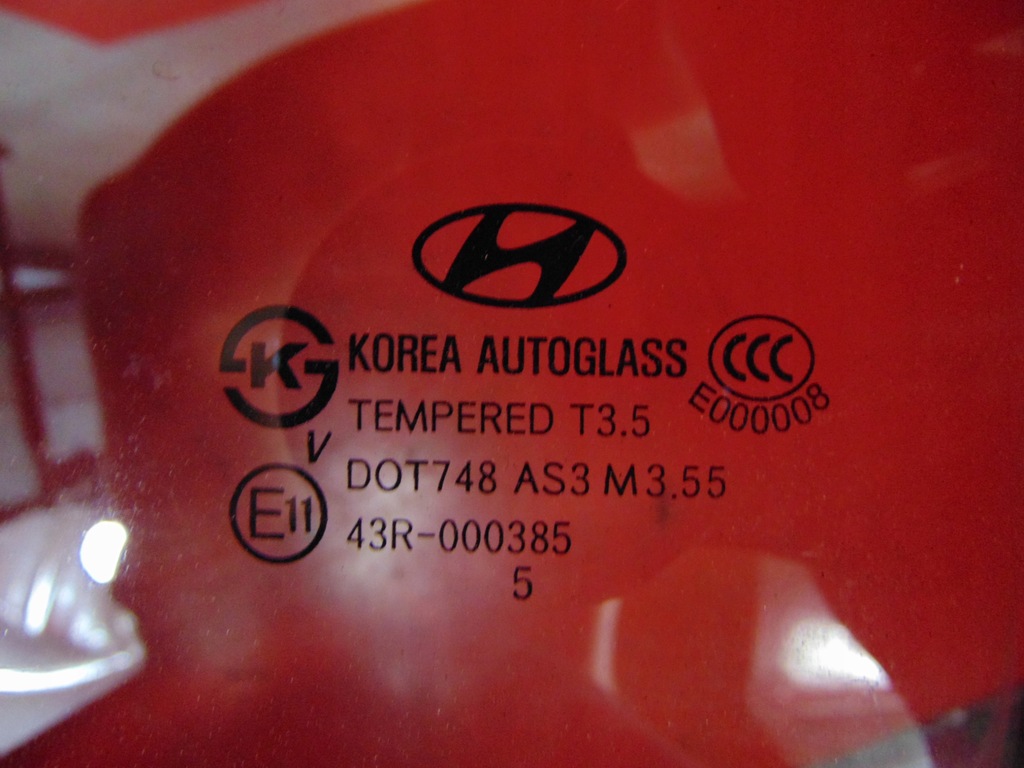 KOREA AUTOGLASS
CCC
E000008
K
TEMPERED T3.5
V
DOT748 AS3 M3.55
E11
43R-000385
5